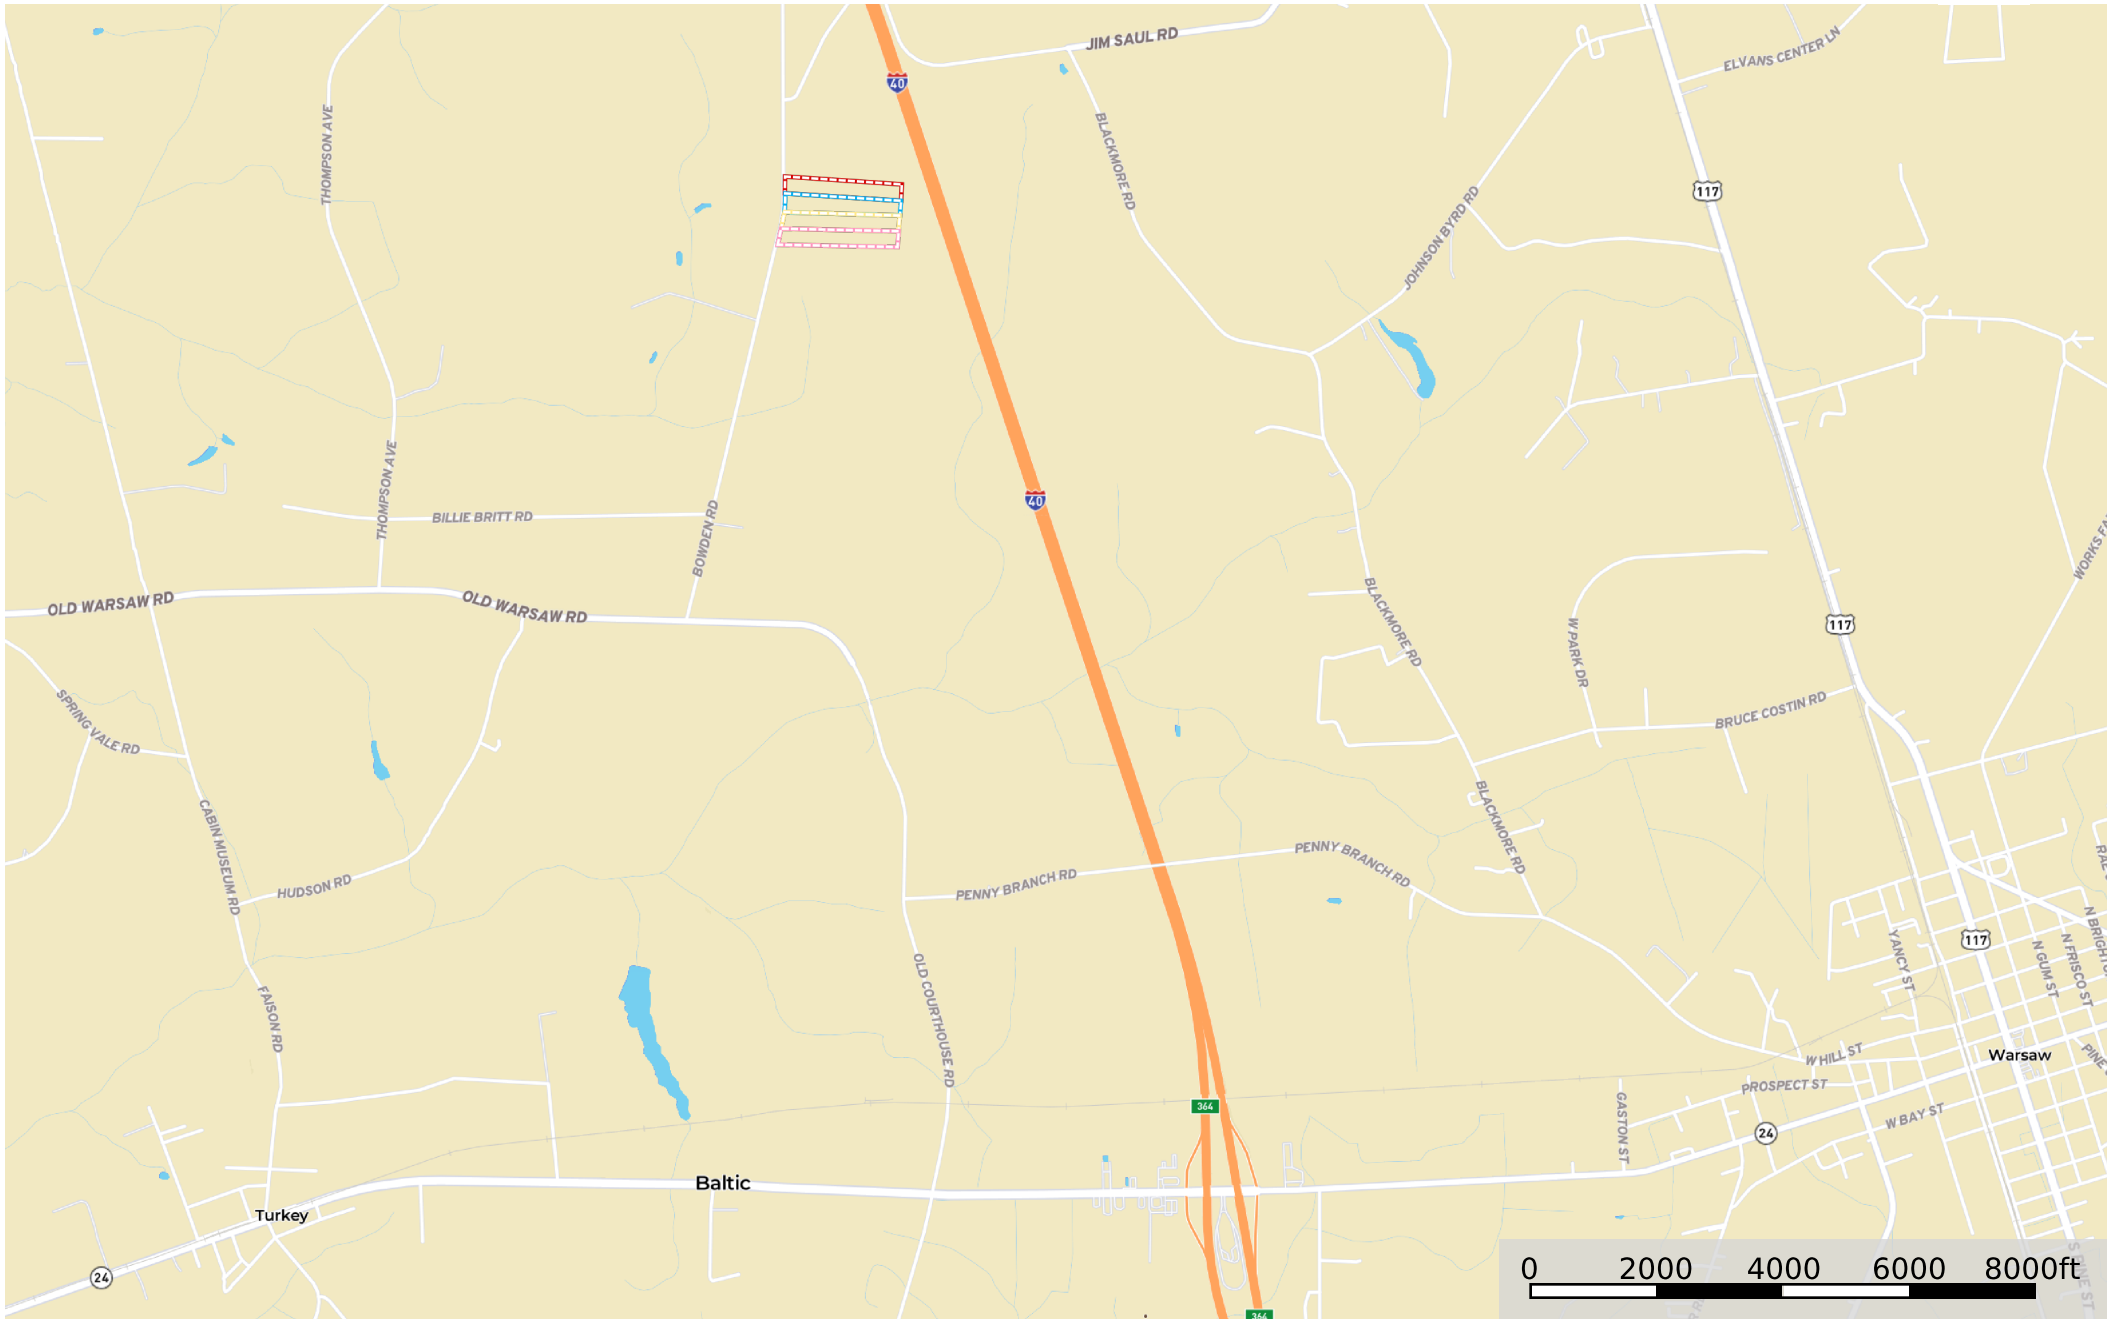 JIM SAUL RD
ELVANS CENTER LN
40
THOMPSON AVE
BLACKMORE RD
117
JOHNSON BYRD RD
THOMPSON AVE
40
BILLIE BRITT RD
BOWDEN RD
OLD WARSAW RD
OLD WARSAW RD
BLACKMORE RD
117
W PARK DR
SPRING VALE RD
BRUCE COSTIN RD
CABIN MUSEUM RD
BLACKMORE RD
PENNY BRANCH RD
PENNY BRANCH RD
HUDSON RD
117
YANCY ST
N GUM ST
N FRISCO ST
FAISON RD
OLD COURTHOUSE RD
Warsaw
W HILL ST
PROSPECT ST
364
GASTON ST
W BAY ST
24
Baltic
Turkey
24
S PINE ST
0 2000 4000 6000 8000ft
364